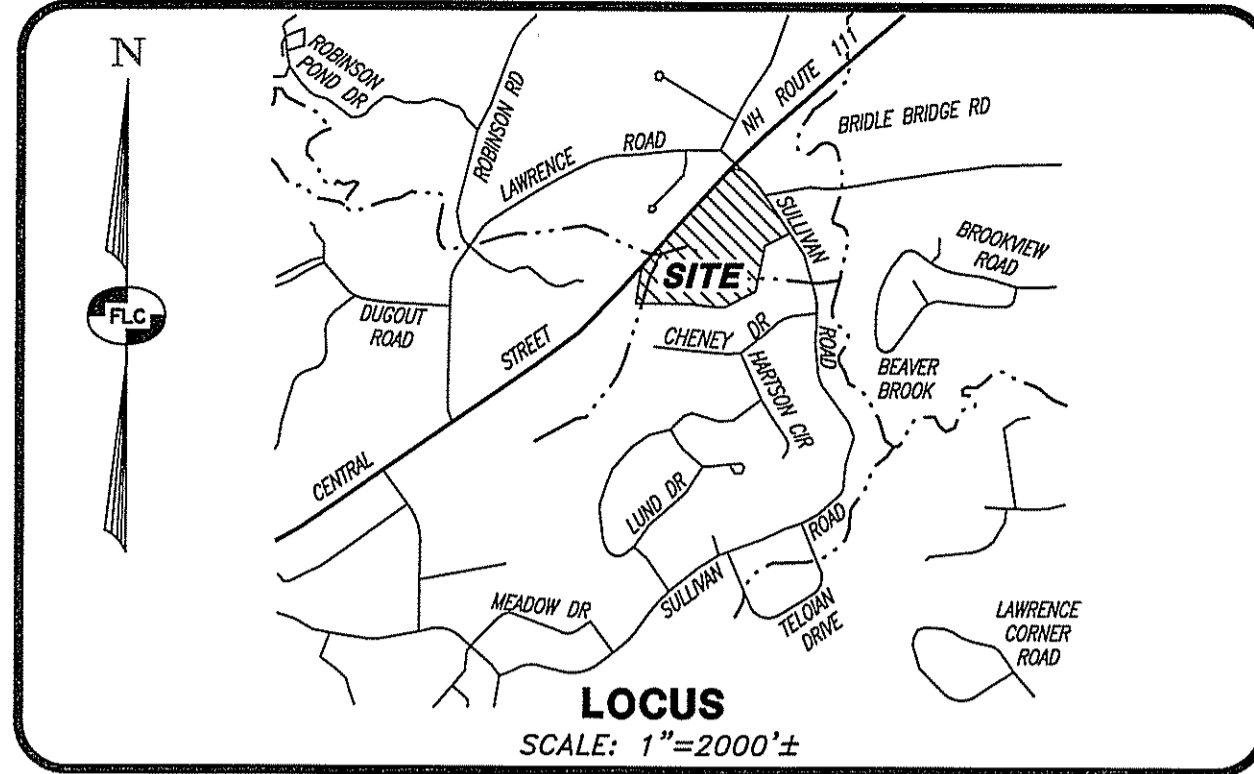 N
FLC
ROBINSON
POND DR
ROBINSON RD
LAWRENCE
ROAD
NH ROUTE 111
BRIDLE BRIDGE RD
SULLIVAN
ROAD
BROOKVIEW
ROAD
SITE
DUGOUT
ROAD
STREET
CHENEY DR
HARTSON CIR
BEAVER
BROOK
CENTRAL
LUND DR
ROAD
SULLIVAN
MEADOW DR
TELOIAN
DRIVE
LAWRENCE
CORNER
ROAD
LOCUS
SCALE: 1"=2000'±